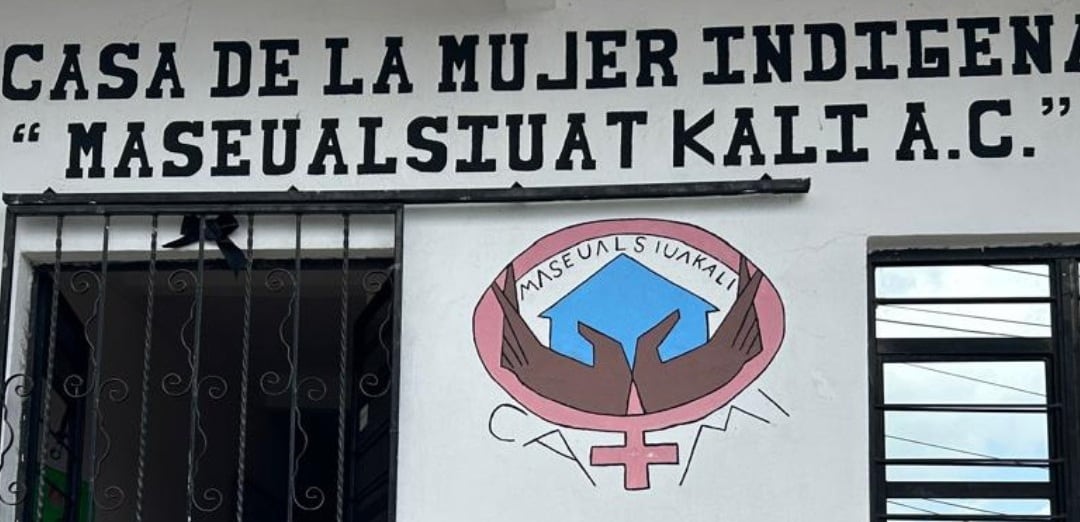 CASA DE LA MUJER INDIGENA
“ MASEUALSIUAT KALI A.C.”
MASEUALSIUAKALI
CAMI